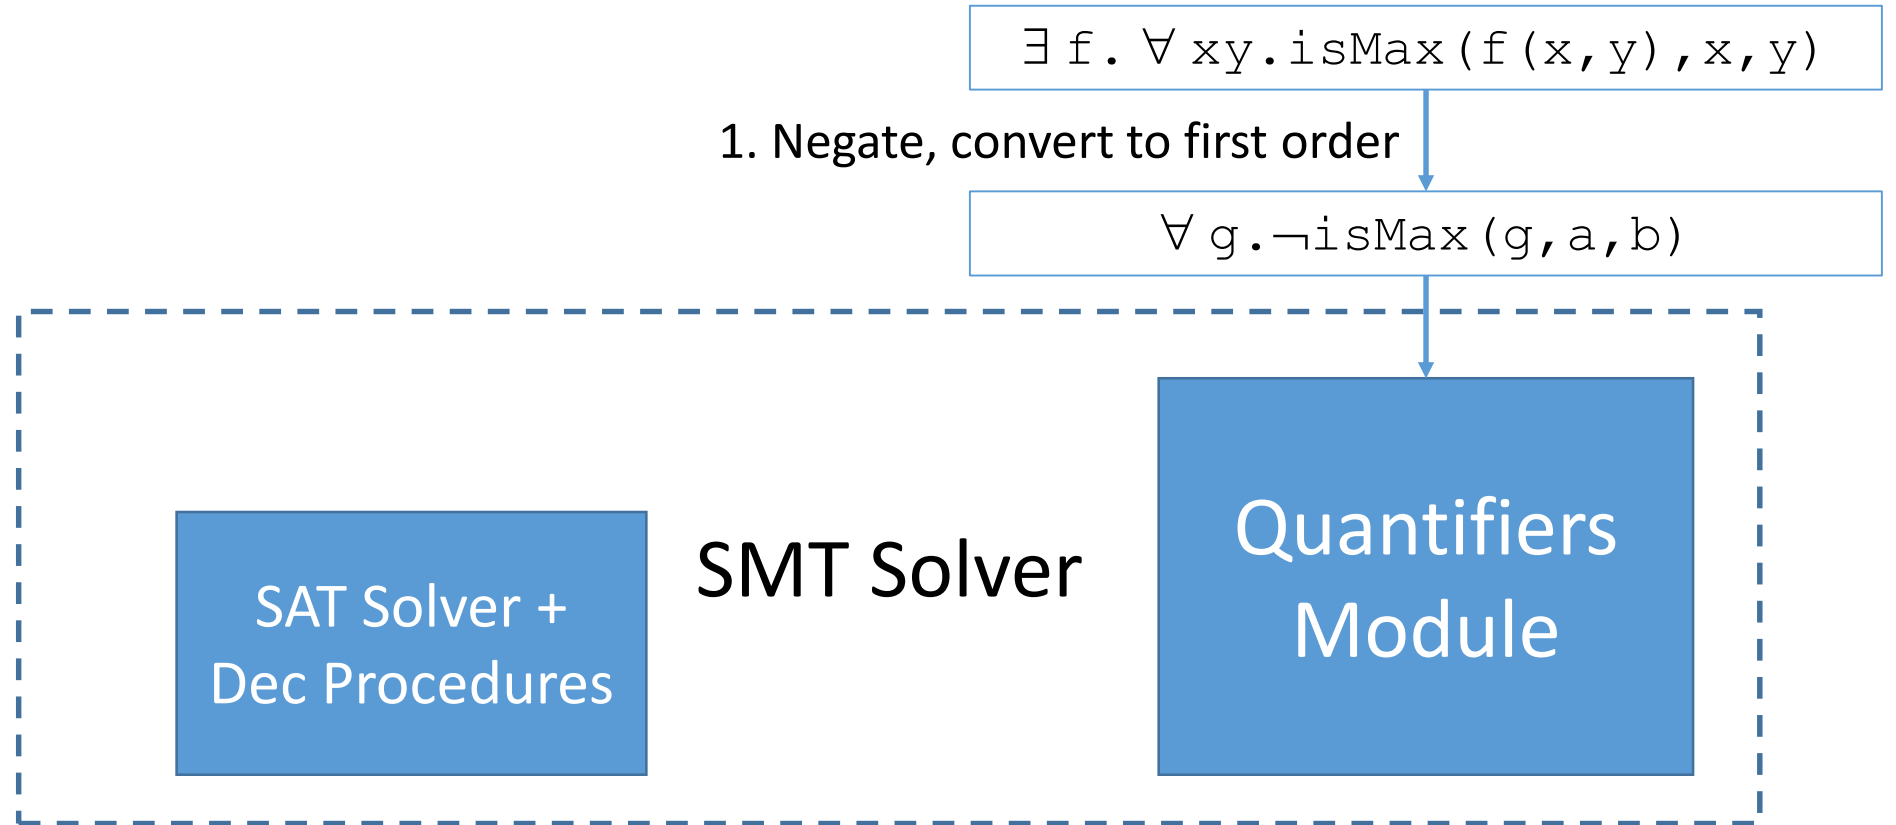 ∃ f. ∀ xy.isMax(f(x,y),x,y)
1. Negate, convert to first order
∀ g.¬isMax(g,a,b)
SMT Solver
Quantifiers
Module
SAT Solver +
Dec Procedures